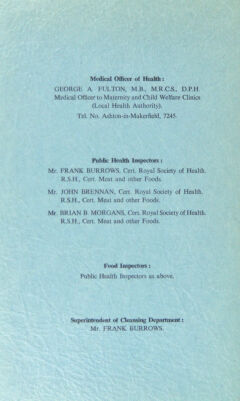 Medical Officer of Health:
GEORGE A. FULTON, M.B., M.R.C.S., D.P.H.
Medical Officer to Maternity and Child Welfare Clinics
(Local Health Authority).
Tel. No. Ashton-in-Makerfield, 7245.
Public Health Inspectors:
Mr. FRANK BURROWS, Cert. Royal Society of Health.
R.S.H., Cert. Meat and other Foods.
Mr. JOHN BRENNAN, Cert. Royal Society of Health.
R.S.H., Cert. Meat and other Foods.
Mr. BRIAN B. MORGANS, Cert. Royal Society of Health.
R.S.H., Cert. Meat and other Foods.
Food Inspectors:
Public Health Inspectors as above.
Superintendent of Cleansing Department:
Mr. FRANK BURROWS.